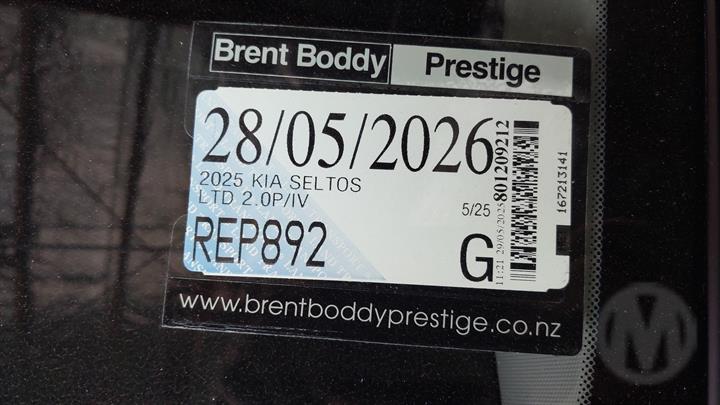 Brent Boddy Prestige
28/05/2026
2025 KIA SELTOS
LTD 2.0P/IV
5/25
REP892
G
11:21 29/05/2025
801209212
167213141
www.brentboddyprestige.co.nz
M